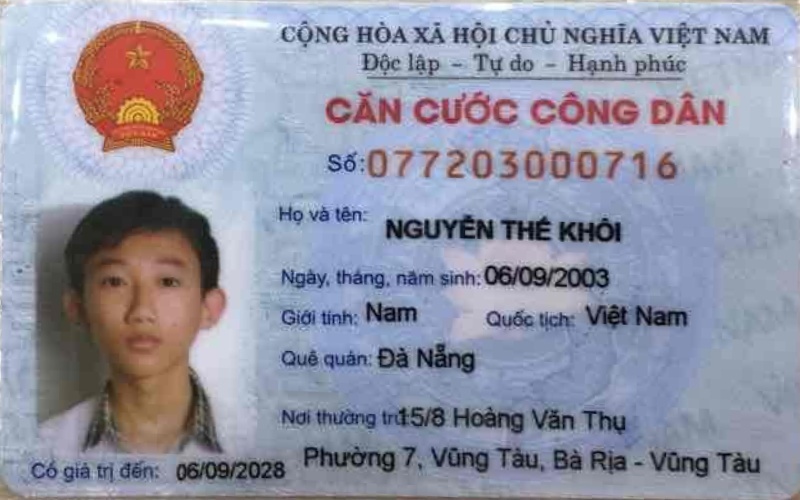 CỘNG HÒA XÃ HỘI CHỦ NGHĨA VIỆT NAM
Độc lập - Tự do - Hạnh phúc
CĂN CƯỚC CÔNG DÂN
Số: 077203000716
Họ và tên: NGUYỄN THẾ KHÔI
Ngày, tháng, năm sinh: 06/09/2003
Giới tính: Nam Quốc tịch: Việt Nam
Quê quán: Đà Nẵng
Nơi thường trú: 15/8 Hoàng Văn Thụ
Phường 7, Vũng Tàu, Bà Rịa - Vũng Tàu
Có giá trị đến: 06/09/2028